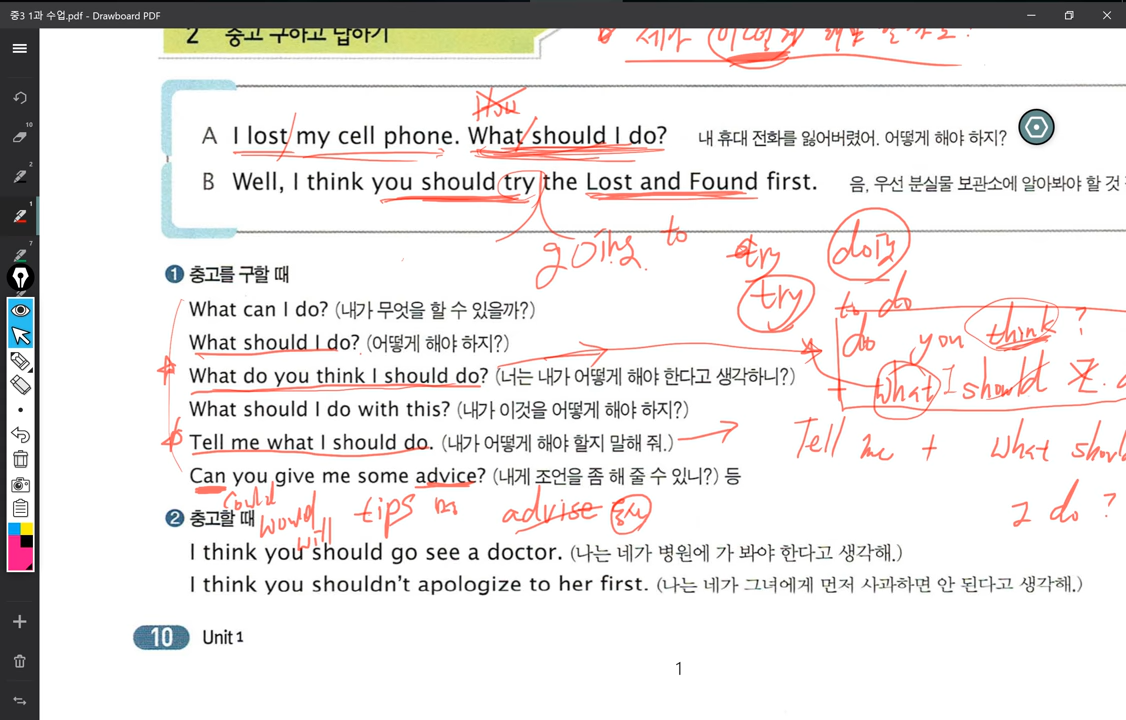 중3 1과 수업.pdf - Drawboard PDF
2 충고 구하고 답하기
How
A I lost my cell phone. What should I do? 내 휴대 전화를 잃어버렸어. 어떻게 해야 하지?
B Well, I think you should try the Lost and Found first. 음, 우선 분실물 보관소에 알아봐야 할 것
going to
try doing
try to do
1 충고를 구할 때
What can I do? (내가 무엇을 할 수 있을까?)
What should I do? (어떻게 해야 하지?)
do you think?
What do you think I should do? (너는 내가 어떻게 해야 한다고 생각하니?)
+ What I should
What should I do with this? (내가 이것을 어떻게 해야 하지?)
Tell me what I should do. (내가 어떻게 해야 할지 말해 줘.)
Tell me + What should
I do?
Can you give me some advice? (내게 조언을 좀 해 줄 수 있니?) 등
could
would
will
tips
advise 동사
2 충고할 때
I think you should go see a doctor. (나는 네가 병원에 가 봐야 한다고 생각해.)
I think you shouldn't apologize to her first. (나는 네가 그녀에게 먼저 사과하면 안 된다고 생각해.)
10 Unit 1
1
10
2
1
7